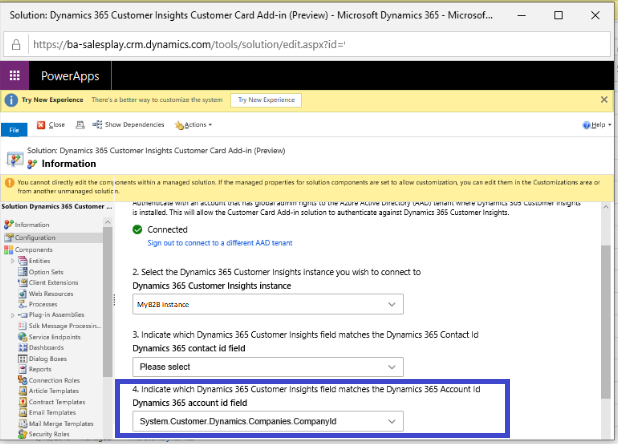 Solution: Dynamics 365 Customer Insights Customer Card Add-in (Preview) - Microsoft Dynamics 365 - Microsof...
https://ba-salesplay.crm.dynamics.com/tools/solution/edit.aspx?id=
PowerApps
Try New Experience There's a better way to customize the system Try New Experience
File Close Show Dependencies Actions Help
Solution: Dynamics 365 Customer Insights Customer Card Add-in (Preview)
Information
You cannot directly edit the components within a managed solution. If the managed properties for solution components are set to allow customization, you can edit them in the Customizations area or
from another unmanaged solution.
Solution Dynamics 365 Customer ...
Information
Configuration
Components
Entities
Option Sets
Client Extensions
Web Resources
Processes
Plug-in Assemblies
Sdk Message Processin...
Service Endpoints
Dashboards
Dialog Boxes
Reports
Connection Roles
Article Templates
Contract Templates
Email Templates
Mail Merge Templates
Security Roles
Authenticate with an account that has global admin rights to the Azure Active Directory (AAD) tenant where Dynamics 365 Customer Insights
is installed. This will allow the Customer Card Add-in solution to authenticate against Dynamics 365 Customer Insights.
Connected
Sign out to connect to a different AAD tenant
2. Select the Dynamics 365 Customer Insights instance you wish to connect to
Dynamics 365 Customer Insights instance
MyB2B instance
3. Indicate which Dynamics 365 Customer Insights field matches the Dynamics 365 Contact Id
Dynamics 365 contact id field
Please select
4. Indicate which Dynamics 365 Customer Insights field matches the Dynamics 365 Account Id
Dynamics 365 account id field
System.Customer.Dynamics.Companies.CompanyId